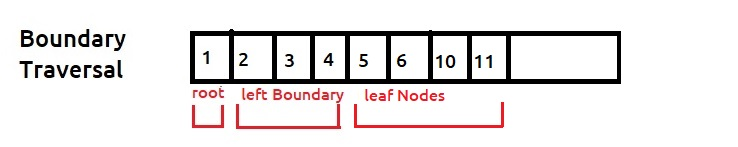 Boundary
Traversal
1 2 3 4 5 6 10 11
root left Boundary leaf Nodes